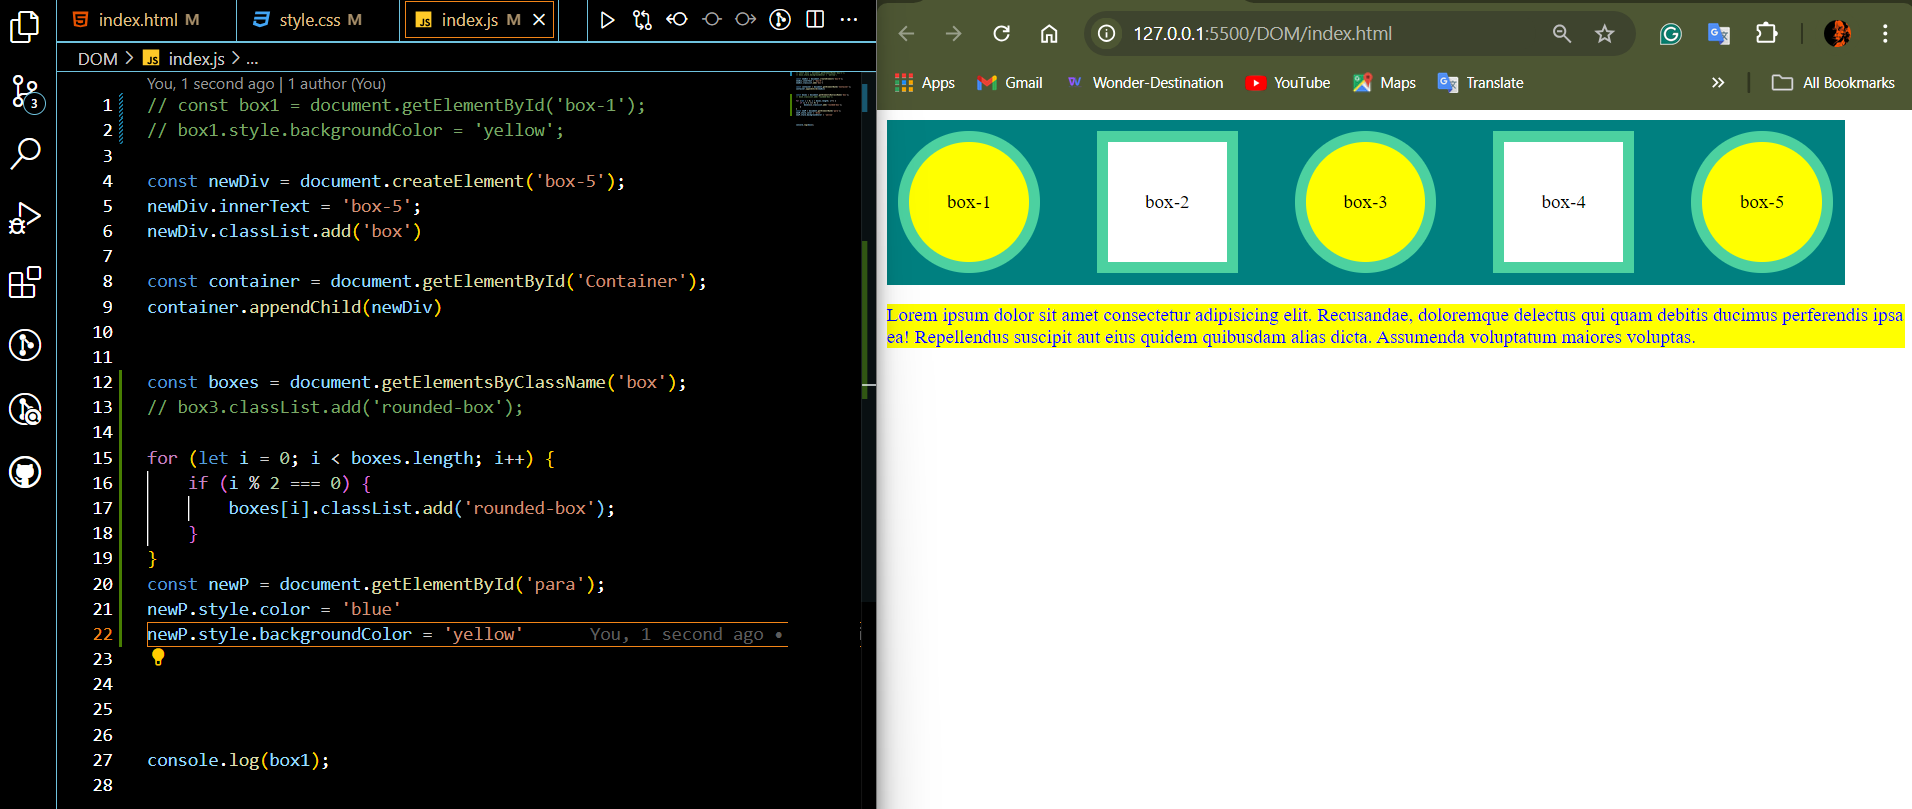 index.html M
style.css M
JS index.js M
DOM > JS index.js > ...
3
You, 1 second ago | 1 author (You)
1 // const box1 = document.getElementById('box-1');
2 // box1.style.backgroundColor = 'yellow';
3
4 const newDiv = document.createElement('box-5');
5 newDiv.innerText = 'box-5';
6 newDiv.classList.add('box')
7
8 const container = document.getElementById('Container');
9 container.appendChild(newDiv)
10
11
12 const boxes = document.getElementsByClassName('box');
13 // box3.classList.add('rounded-box');
14
15 for (let i = 0; i < boxes.length; i++) {
16 if (i % 2 === 0) {
17 boxes[i].classList.add('rounded-box');
18 }
19 }
20 const newP = document.getElementById('para');
21 newP.style.color = 'blue'
22 newP.style.backgroundColor = 'yellow' You, 1 second ago •
23
24
25
26
27 console.log(box1);
28
127.0.0.1:5500/DOM/index.html
Apps
Gmail
Wonder-Destination
YouTube
Maps
Translate
»
All Bookmarks
box-1
box-2
box-3
box-4
box-5
Lorem ipsum dolor sit amet consectetur adipisicing elit. Recusandae, doloremque delectus qui quam debitis ducimus perferendis ipsa
ea! Repellendus suscipit aut eius quidem quibusdam alias dicta. Assumenda voluptatum maiores voluptas.